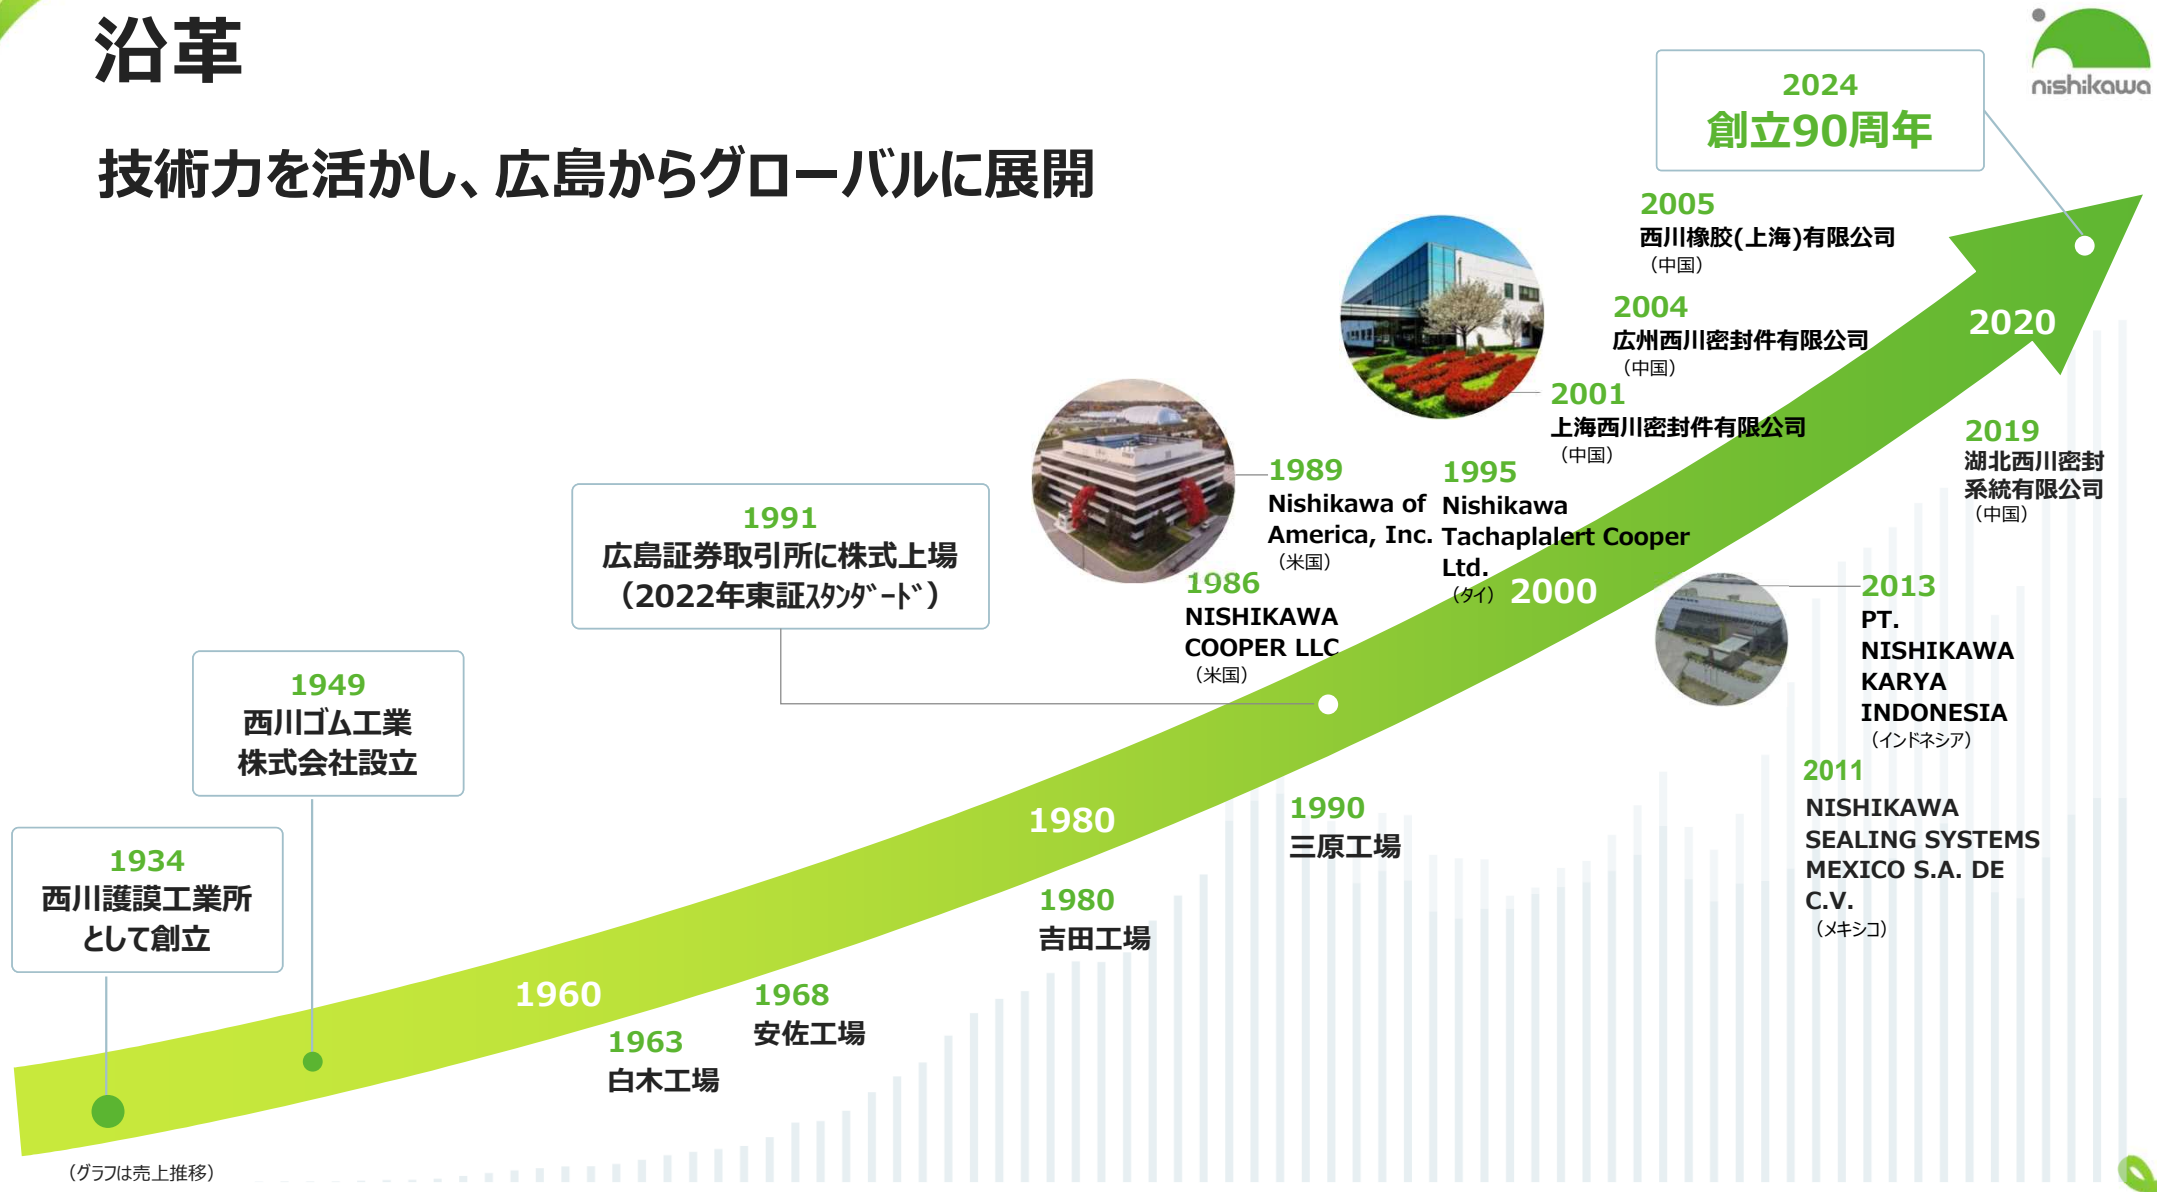 沿革
nishikawa
技術力を活かし、広島からグローバルに展開
2024
創立90周年
2005
西川橡胶(上海)有限公司
（中国）
2004
広州西川密封件有限公司
（中国）
2001
上海西川密封件有限公司
（中国）
2020
1989
Nishikawa of
America, Inc.
（米国）
1995
Nishikawa
Tachaplalert Cooper
Ltd.
（タイ）
2000
2019
湖北西川密封
系統有限公司
（中国）
1991
広島証券取引所に株式上場
（2022年東証ｽﾀﾝﾀﾞｰﾄﾞ）
1986
NISHIKAWA
COOPER LLC
（米国）
2013
PT.
NISHIKAWA
KARYA
INDONESIA
（インドネシア）
1949
西川ゴム工業
株式会社設立
2011
NISHIKAWA
SEALING SYSTEMS
MEXICO S.A. DE
C.V.
（メキシコ）
1934
西川護謨工業所
として創立
1980
1990
三原工場
1980
吉田工場
1960
1968
安佐工場
1963
白木工場
（グラフは売上推移）